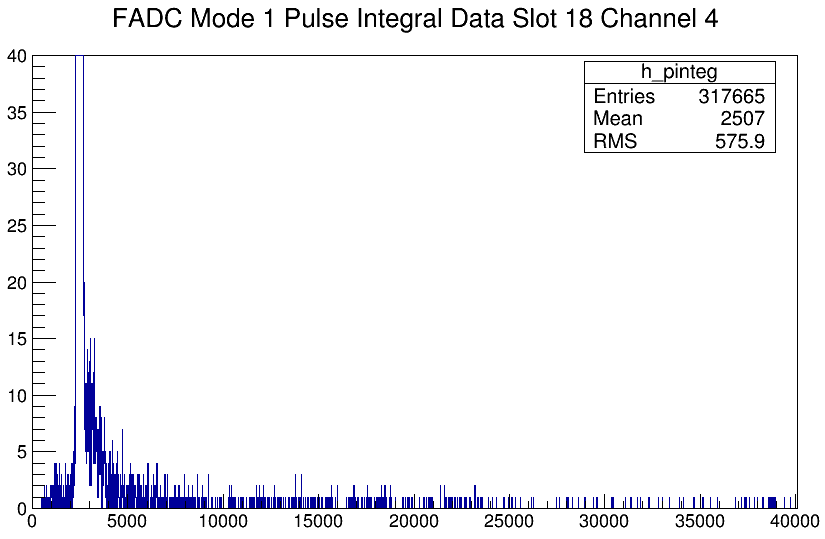 FADC Mode 1 Pulse Integral Data Slot 18 Channel 4
h_pinteg
Entries 317665
Mean 2507
RMS 575.9
40
35
30
25
20
15
10
5
0
0 5000 10000 15000 20000 25000 30000 35000 40000